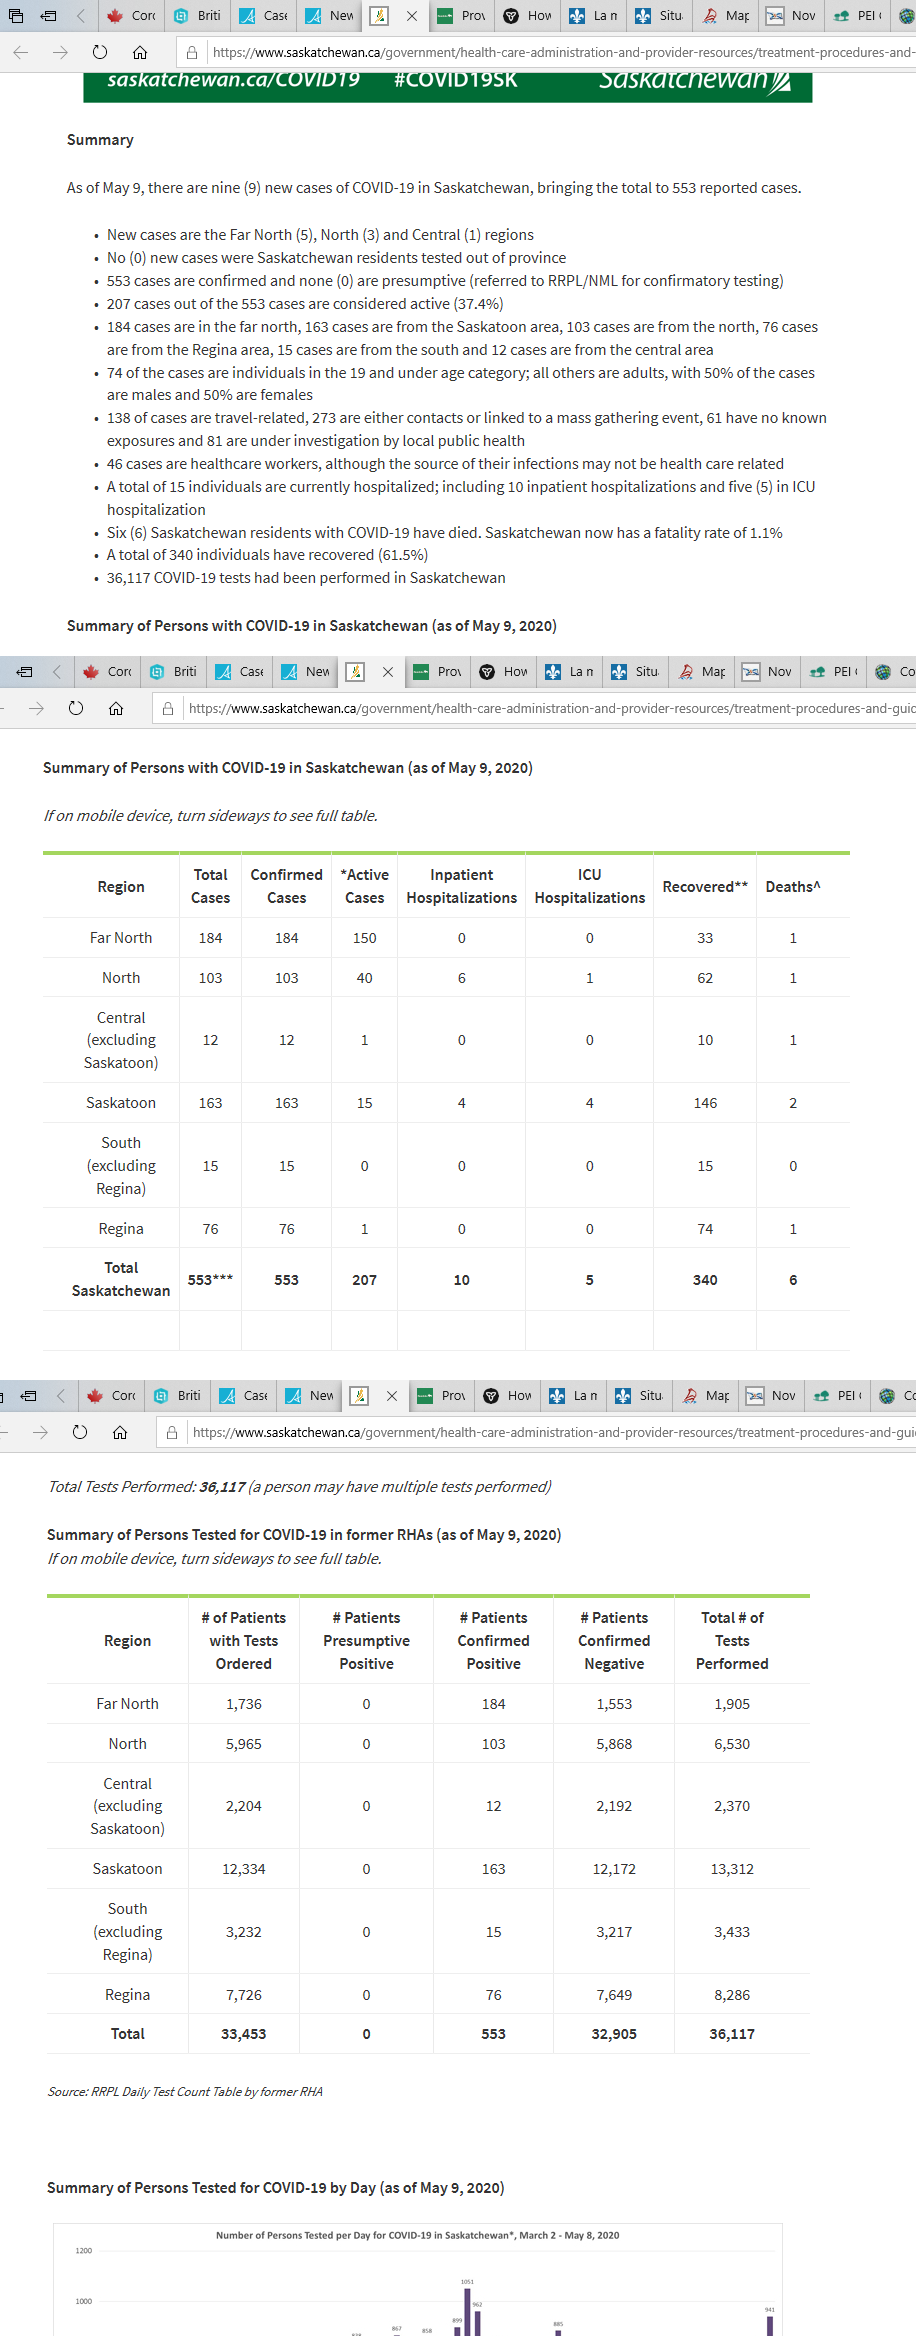 Corc Briti Case New Prov How La n Situ Map Nov PEI
https://www.saskatchewan.ca/government/health-care-administration-and-provider-resources/treatment-procedures-and-
saskatchewan.ca/COVID19 #COVID19SK Saskatchewan
Summary
As of May 9, there are nine (9) new cases of COVID-19 in Saskatchewan, bringing the total to 553 reported cases.
• New cases are the Far North (5), North (3) and Central (1) regions
• No (0) new cases were Saskatchewan residents tested out of province
• 553 cases are confirmed and none (0) are presumptive (referred to RRPL/NML for confirmatory testing)
• 207 cases out of the 553 cases are considered active (37.4%)
• 184 cases are in the far north, 163 cases are from the Saskatoon area, 103 cases are from the north, 76 cases
are from the Regina area, 15 cases are from the south and 12 cases are from the central area
• 74 of the cases are individuals in the 19 and under age category; all others are adults, with 50% of the cases
are males and 50% are females
• 138 of cases are travel-related, 273 are either contacts or linked to a mass gathering event, 61 have no known
exposures and 81 are under investigation by local public health
• 46 cases are healthcare workers, although the source of their infections may not be health care related
• A total of 15 individuals are currently hospitalized; including 10 inpatient hospitalizations and five (5) in ICU
hospitalization
• Six (6) Saskatchewan residents with COVID-19 have died. Saskatchewan now has a fatality rate of 1.1%
• A total of 340 individuals have recovered (61.5%)
• 36,117 COVID-19 tests had been performed in Saskatchewan
Summary of Persons with COVID-19 in Saskatchewan (as of May 9, 2020)
Corc Briti Case New Prov How La n Situ Map Nov PEI Co
https://www.saskatchewan.ca/government/health-care-administration-and-provider-resources/treatment-procedures-and-guic
Summary of Persons with COVID-19 in Saskatchewan (as of May 9, 2020)
If on mobile device, turn sideways to see full table.
Region Total Cases Confirmed Cases *Active Cases Inpatient Hospitalizations ICU Hospitalizations Recovered** Deaths^
Far North 184 184 150 0 0 33 1
North 103 103 40 6 1 62 1
Central (excluding Saskatoon) 12 12 1 0 0 10 1
Saskatoon 163 163 15 4 4 146 2
South (excluding Regina) 15 15 0 0 0 15 0
Regina 76 76 1 0 0 74 1
Total Saskatchewan 553*** 553 207 10 5 340 6
Corc Briti Case New Prov How La n Situ Map Nov PEI Co
https://www.saskatchewan.ca/government/health-care-administration-and-provider-resources/treatment-procedures-and-gui
Total Tests Performed: 36,117 (a person may have multiple tests performed)
Summary of Persons Tested for COVID-19 in former RHAs (as of May 9, 2020)
If on mobile device, turn sideways to see full table.
Region # of Patients with Tests Ordered # Patients Presumptive Positive # Patients Confirmed Positive # Patients Confirmed Negative Total # of Tests Performed
Far North 1,736 0 184 1,553 1,905
North 5,965 0 103 5,868 6,530
Central (excluding Saskatoon) 2,204 0 12 2,192 2,370
Saskatoon 12,334 0 163 12,172 13,312
South (excluding Regina) 3,232 0 15 3,217 3,433
Regina 7,726 0 76 7,649 8,286
Total 33,453 0 553 32,905 36,117
Source: RRPL Daily Test Count Table by former RHA
Summary of Persons Tested for COVID-19 by Day (as of May 9, 2020)
Number of Persons Tested per Day for COVID-19 in Saskatchewan*, March 2 - May 8, 2020
1200
1051
1000
962
941
899
885
867
858